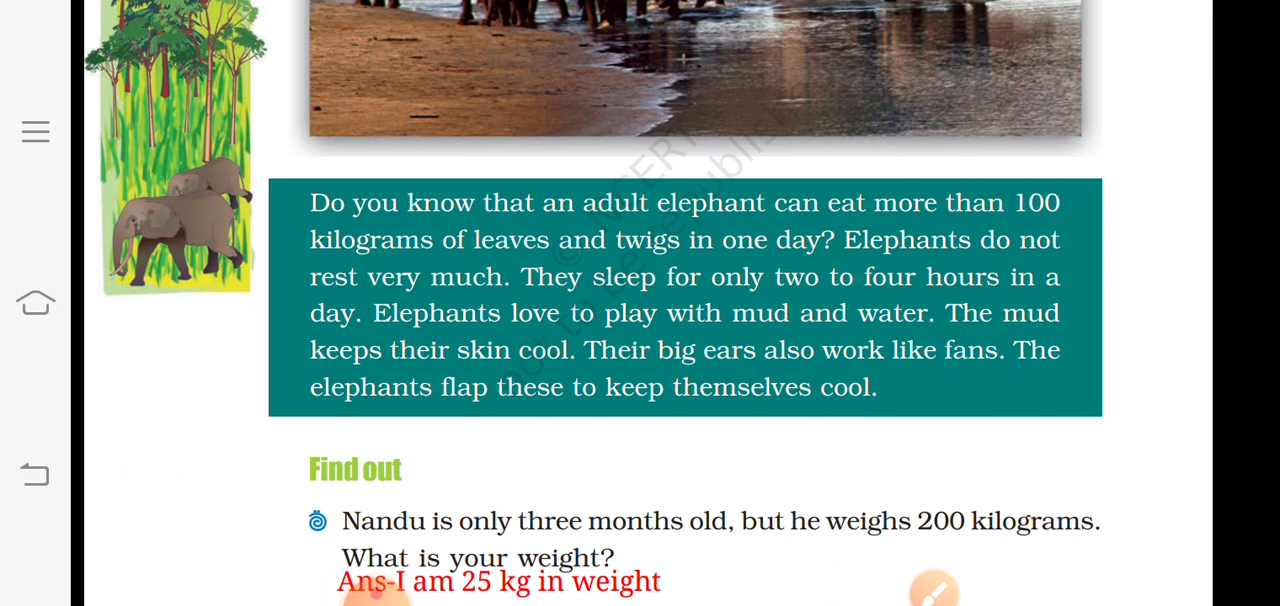 Do you know that an adult elephant can eat more than 100
kilograms of leaves and twigs in one day? Elephants do not
rest very much. They sleep for only two to four hours in a
day. Elephants love to play with mud and water. The mud
keeps their skin cool. Their big ears also work like fans. The
elephants flap these to keep themselves cool.
Find out
Nandu is only three months old, but he weighs 200 kilograms.
What is your weight?
Ans-I am 25 kg in weight